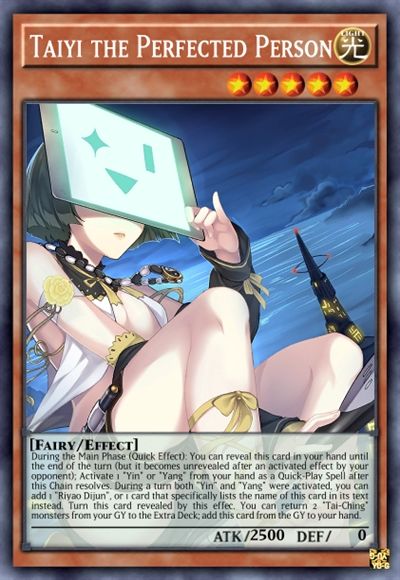 TAIYI THE PERFECTED PERSON
LIGHT
光
[FAIRY/EFFECT]
During the Main Phase (Quick Effect): You can reveal this card in your hand until
the end of the turn (but it becomes unrevealed after an activated effect by your
opponent); Activate 1 "Yin" or "Yang" from your hand as a Quick-Play Spell after
this Chain resolves. During a turn both "Yin" and "Yang" were activated, you can
add 1 "Riyao Dijun", or 1 card that specifically lists the name of this card in its text
instead. Turn this card revealed by this effec. You can return 2 "Tai-Ching"
monsters from your GY to the Extra Deck; add this card from the GY to your hand.
ATK/2500 DEF/ 0